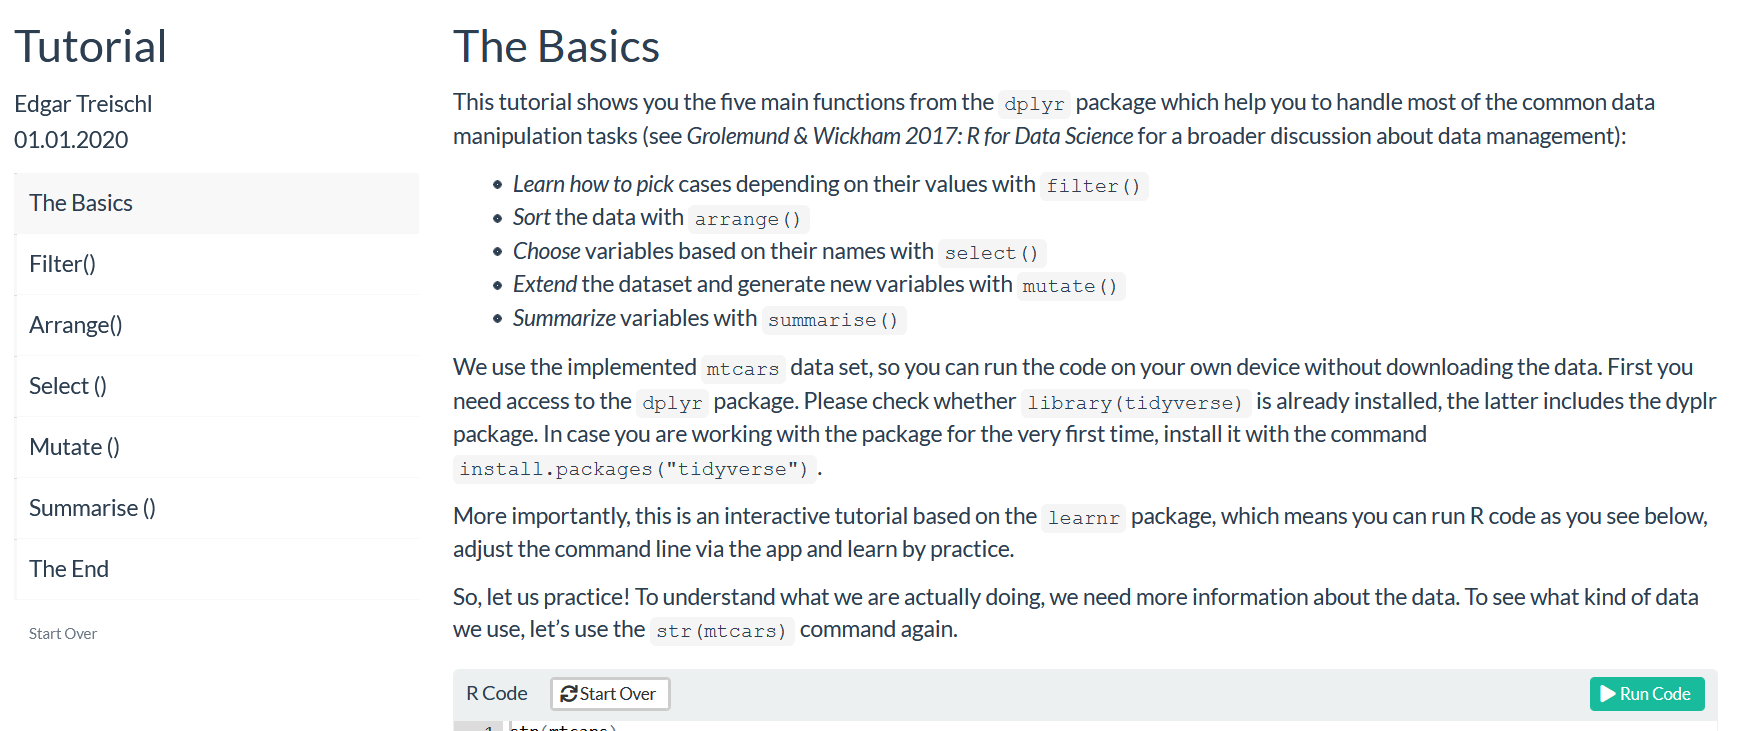 Tutorial
Edgar Treischl
01.01.2020
The Basics
Filter()
Arrange()
Select ()
Mutate ()
Summarise ()
The End
Start Over
The Basics
This tutorial shows you the five main functions from the dplyr package which help you to handle most of the common data
manipulation tasks (see Grolemund & Wickham 2017: R for Data Science for a broader discussion about data management):
Learn how to pick cases depending on their values with filter()
Sort the data with arrange()
Choose variables based on their names with select()
Extend the dataset and generate new variables with mutate()
Summarize variables with summarise()
We use the implemented mtcars data set, so you can run the code on your own device without downloading the data. First you
need access to the dplyr package. Please check whether library(tidyverse) is already installed, the latter includes the dyplr
package. In case you are working with the package for the very first time, install it with the command
install.packages("tidyverse").
More importantly, this is an interactive tutorial based on the learnr package, which means you can run R code as you see below,
adjust the command line via the app and learn by practice.
So, let us practice! To understand what we are actually doing, we need more information about the data. To see what kind of data
we use, let’s use the str(mtcars) command again.
R Code Start Over Run Code
1 str(mtcars)